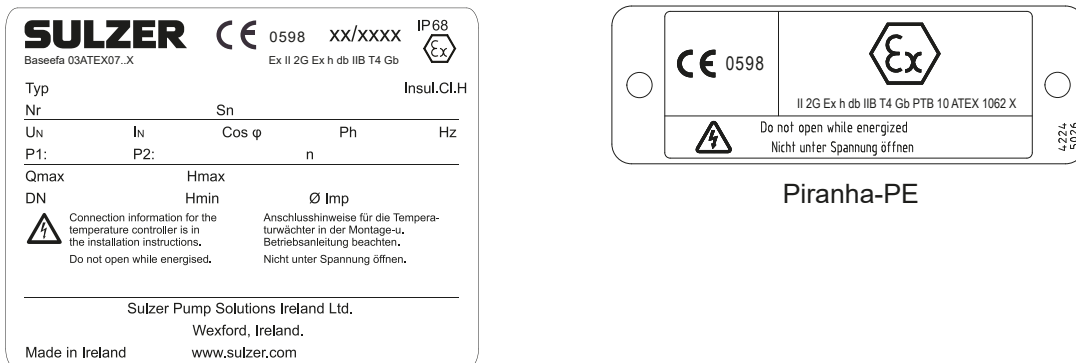 SULZER CE 0598 xx/xxxx IP68
Ex
Baseefa 03ATEX07..X Ex II 2G Ex h db IIB T4 Gb
Typ Insul.Cl.H
Nr Sn
UN IN Cos φ Ph Hz
P1: P2: n
Qmax Hmax
DN Hmin Ø Imp
Connection information for the
temperature controller is in
the installation instructions.
Do not open while energised.
Anschlusshinweise für die Tempera-
turwächter in der Montage-u.
Betriebsanleitung beachten.
Nicht unter Spannung öffnen.
Sulzer Pump Solutions Ireland Ltd.
Wexford, Ireland.
Made in Ireland www.sulzer.com
CE 0598
Ex
II 2G Ex h db IIB T4 Gb PTB 10 ATEX 1062 X
Do not open while energized
Nicht unter Spannung öffnen
4224
5026
Piranha-PE